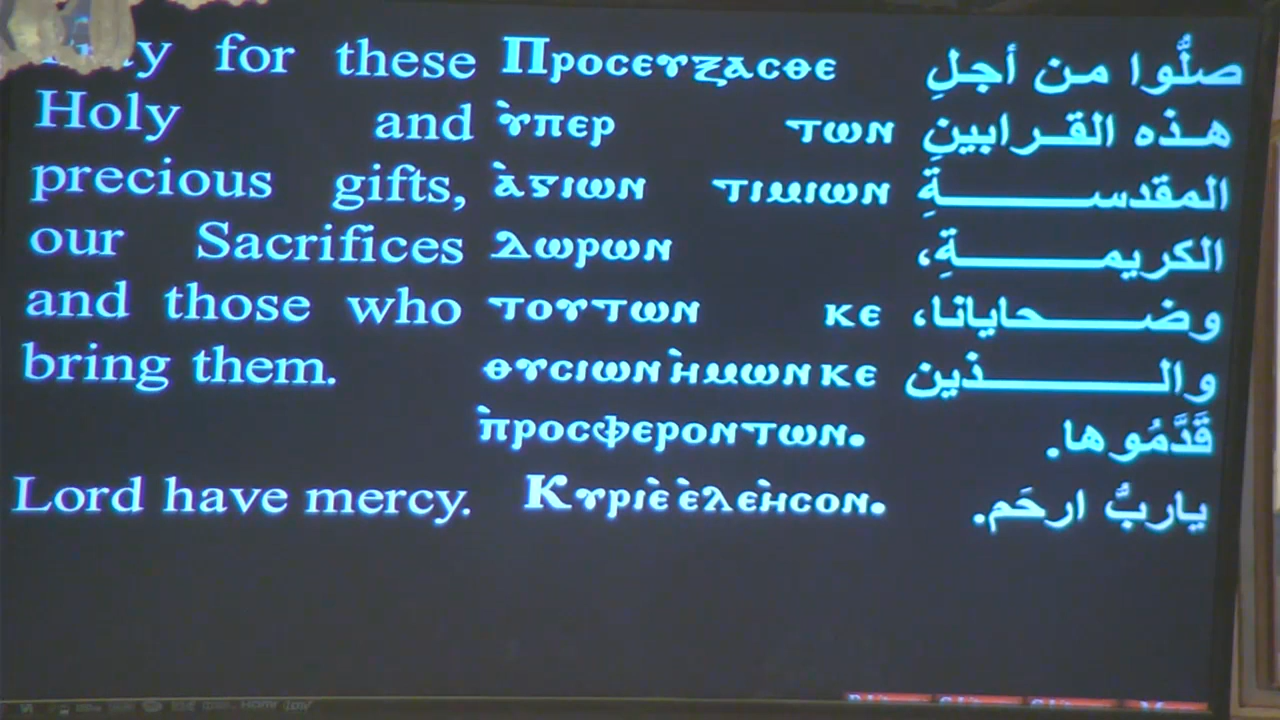 for these
Holy and
precious gifts,
our Sacrifices
and those who
bring them.
Lord have mercy.
Ⲡⲣⲟⲥⲉⲩⲝⲁⲥⲑⲉ
ⲩ̀ⲡⲉⲣ ⲧⲱⲛ
ⲁ̀ⲅⲓⲱⲛ ⲧⲓⲙⲓⲱⲛ
ⲇⲱⲣⲱⲛ
ⲧⲟⲩⲧⲱⲛ ⲕⲉ
ⲑⲩⲥⲓⲱⲛ ⲏ̀ⲙⲱⲛ ⲕⲉ
ⲡ̀ⲣⲟⲥⲫⲉⲣⲟⲛⲧⲱⲛ.
Ⲕⲩⲣⲓⲉ̀ ⲉ̀ⲗⲉⲏ̀ⲥⲟⲛ.
صلُّوا من أجلِ
هذه القرابينِ
المقدسةِ
الكريمةِ،
وضحايانا،
والذين
قَدَّمُوها.
ياربُّ ارحَم.